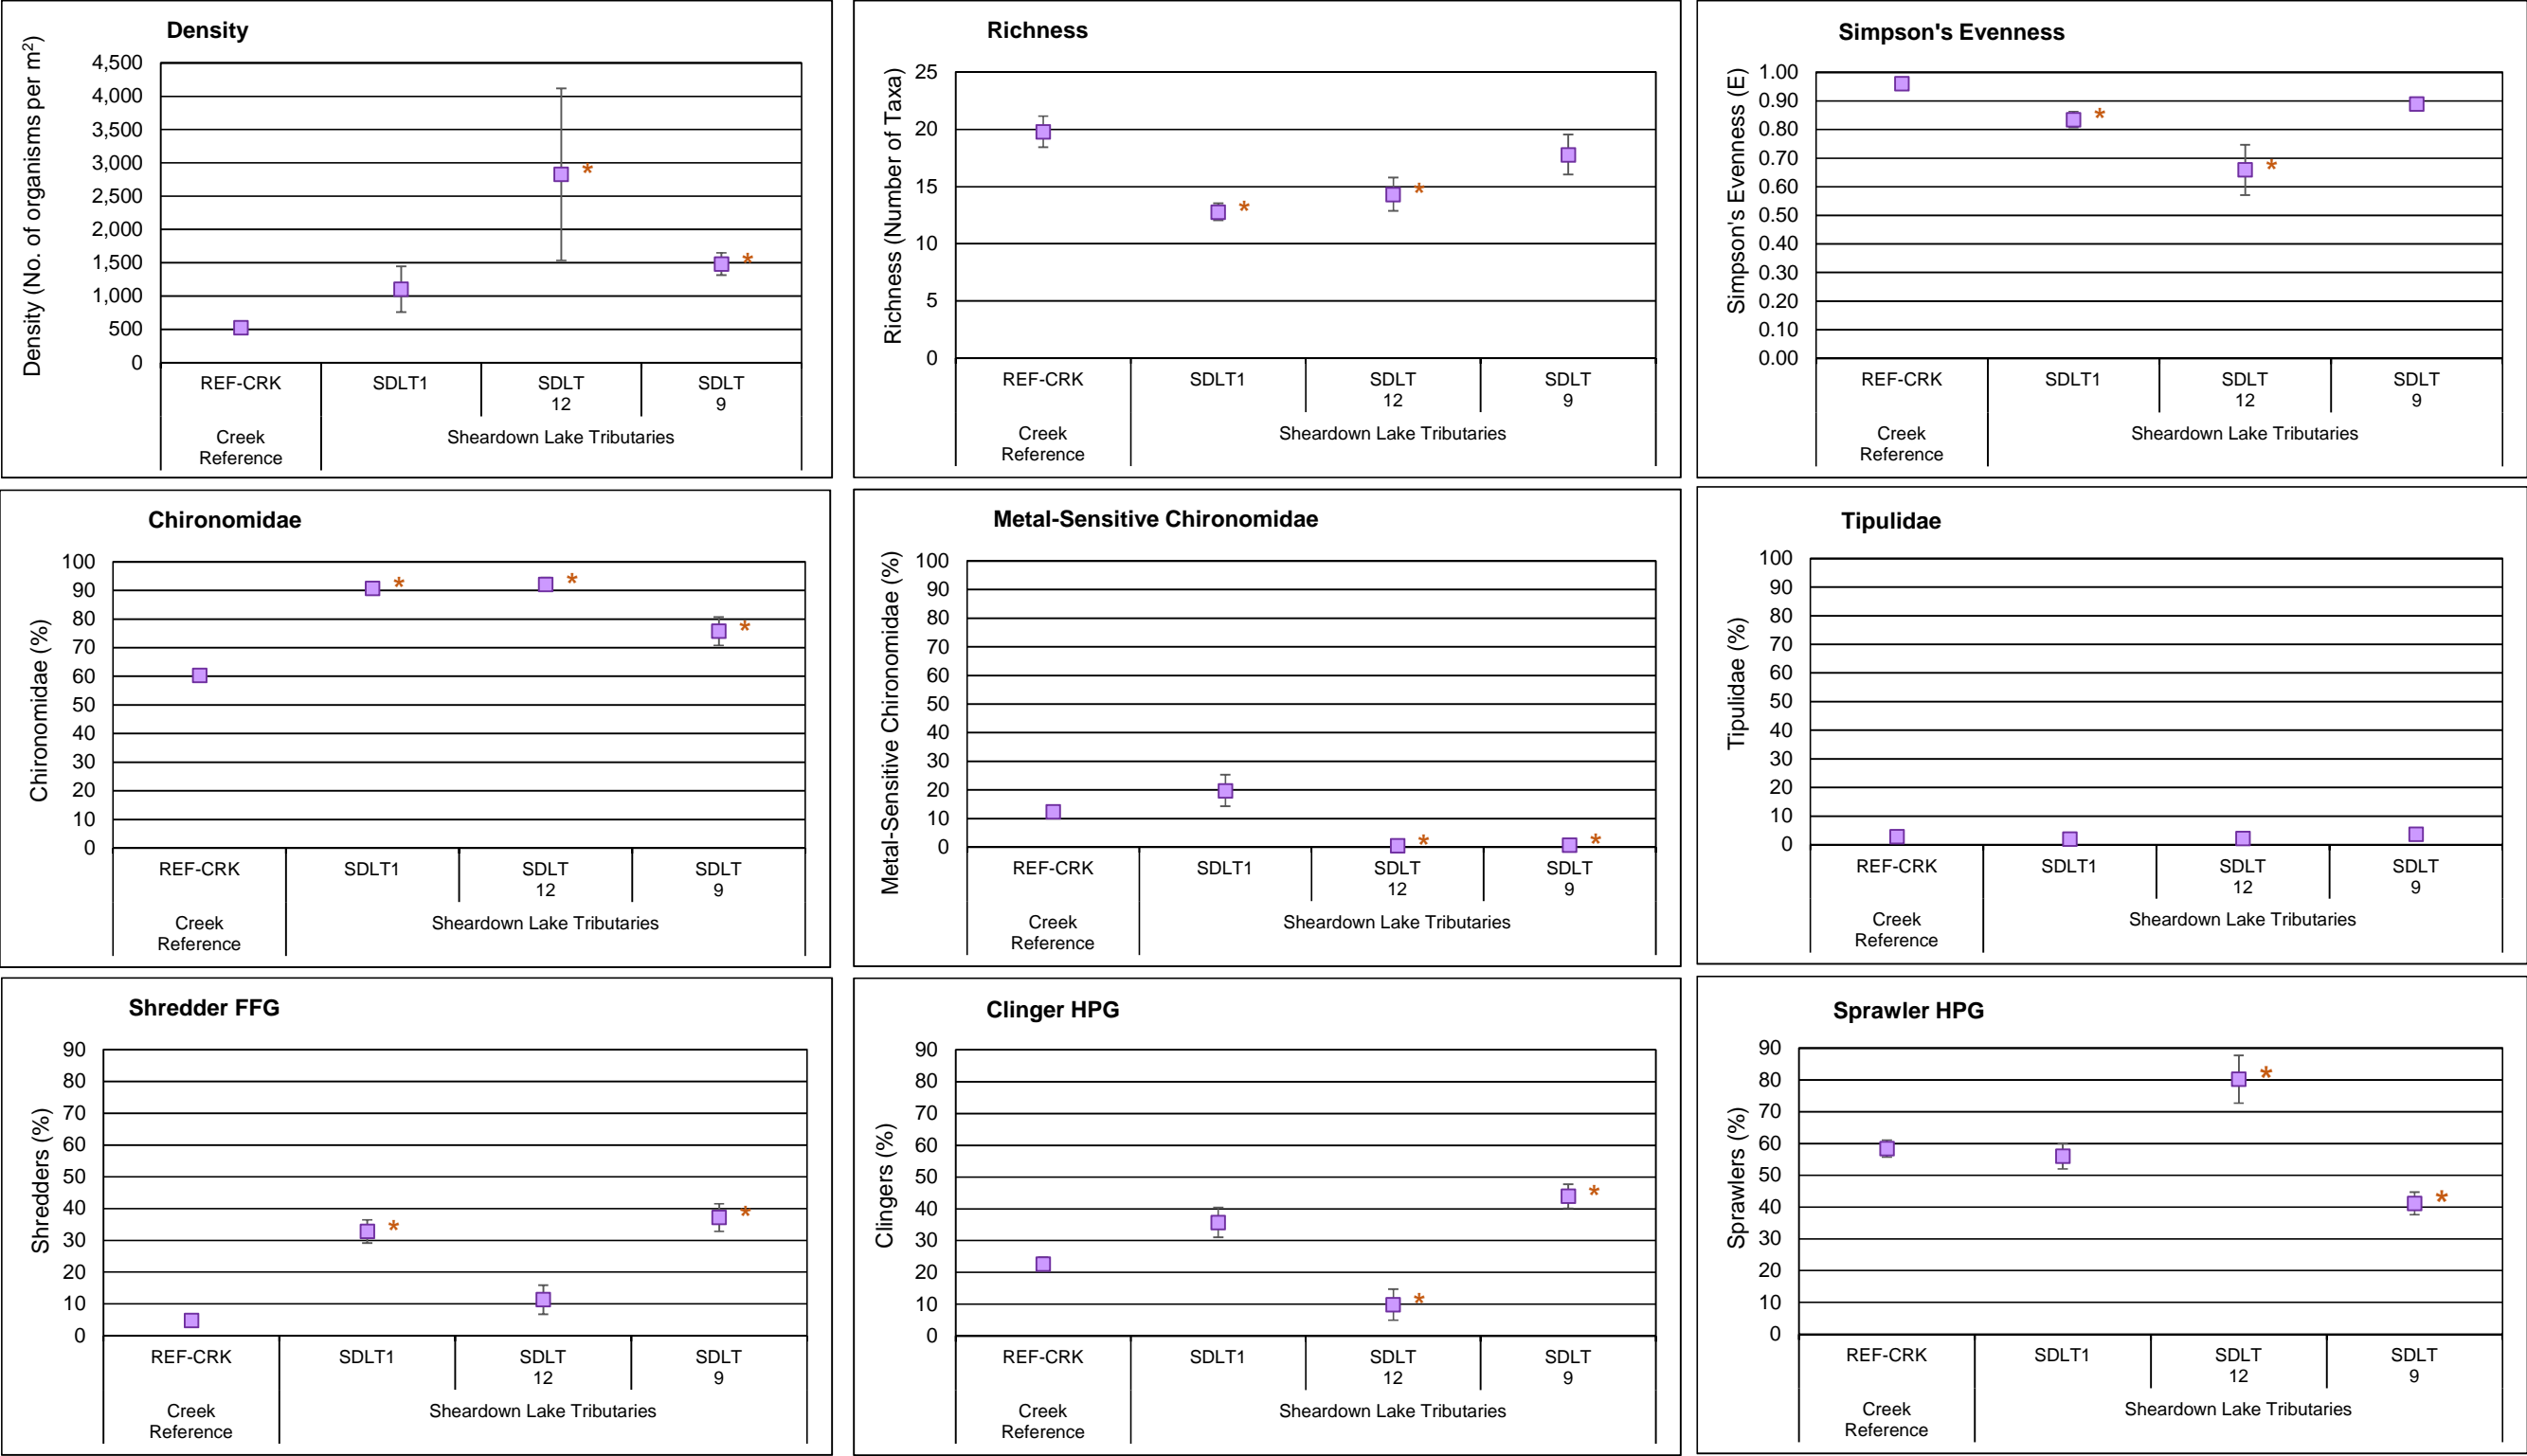 Density
Density (No. of organisms per m²)
4,500
4,000
3,500
3,000
2,500
2,000
1,500
1,000
500
0
*
*
REF-CRK
SDLT1
SDLT
12
SDLT
9
Creek
Reference
Sheardown Lake Tributaries
Richness
Richness (Number of Taxa)
25
20
15
10
5
0
*
*
REF-CRK
SDLT1
SDLT
12
SDLT
9
Creek
Reference
Sheardown Lake Tributaries
Simpson's Evenness
Simpson's Evenness (E)
1.00
0.90
0.80
0.70
0.60
0.50
0.40
0.30
0.20
0.10
0.00
*
*
REF-CRK
SDLT1
SDLT
12
SDLT
9
Creek
Reference
Sheardown Lake Tributaries
Chironomidae
Chironomidae (%)
100
90
80
70
60
50
40
30
20
10
0
*
*
*
REF-CRK
SDLT1
SDLT
12
SDLT
9
Creek
Reference
Sheardown Lake Tributaries
Metal-Sensitive Chironomidae
Metal-Sensitive Chironomidae (%)
100
90
80
70
60
50
40
30
20
10
0
*
*
REF-CRK
SDLT1
SDLT
12
SDLT
9
Creek
Reference
Sheardown Lake Tributaries
Tipulidae
Tipulidae (%)
100
90
80
70
60
50
40
30
20
10
0
REF-CRK
SDLT1
SDLT
12
SDLT
9
Creek
Reference
Sheardown Lake Tributaries
Shredder FFG
Shredders (%)
90
80
70
60
50
40
30
20
10
0
*
*
REF-CRK
SDLT1
SDLT
12
SDLT
9
Creek
Reference
Sheardown Lake Tributaries
Clinger HPG
Clingers (%)
90
80
70
60
50
40
30
20
10
0
*
*
REF-CRK
SDLT1
SDLT
12
SDLT
9
Creek
Reference
Sheardown Lake Tributaries
Sprawler HPG
Sprawlers (%)
90
80
70
60
50
40
30
20
10
0
*
*
REF-CRK
SDLT1
SDLT
12
SDLT
9
Creek
Reference
Sheardown Lake Tributaries